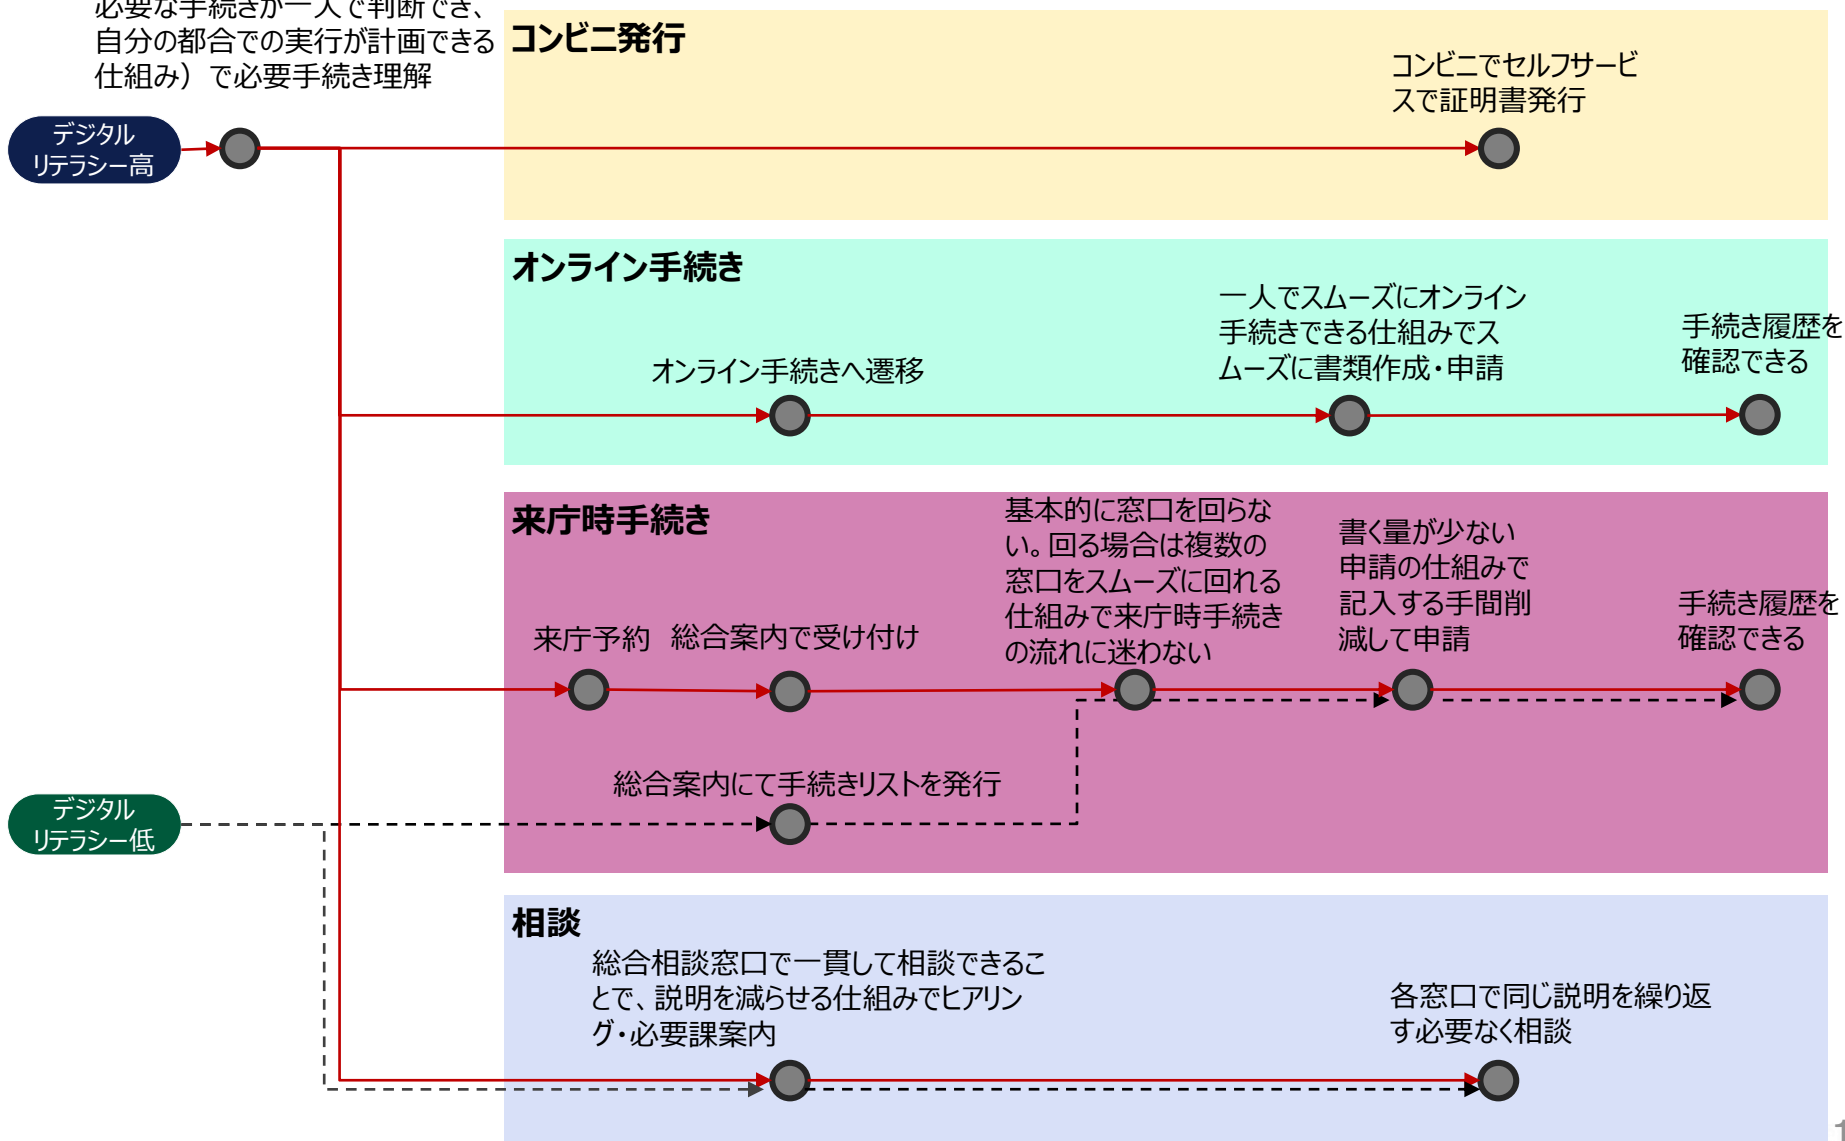 必要な手続きが一人で判断でき、
自分の都合での実行が計画できる
仕組み）で必要手続き理解
デジタル
リテラシー高
コンビニ発行
コンビニでセルフサービ
スで証明書発行
オンライン手続き
オンライン手続きへ遷移
一人でスムーズにオンライン
手続きできる仕組みでス
ムーズに書類作成・申請
手続き履歴を
確認できる
来庁時手続き
来庁予約
総合案内で受け付け
基本的に窓口を回らな
い。回る場合は複数の
窓口をスムーズに回れる
仕組みで来庁時手続き
の流れに迷わない
書く量が少ない
申請の仕組みで
記入する手間削
減して申請
手続き履歴を
確認できる
総合案内にて手続きリストを発行
デジタル
リテラシー低
相談
総合相談窓口で一貫して相談できるこ
とで、説明を減らせる仕組みでヒアリン
グ・必要課案内
各窓口で同じ説明を繰り返
す必要なく相談